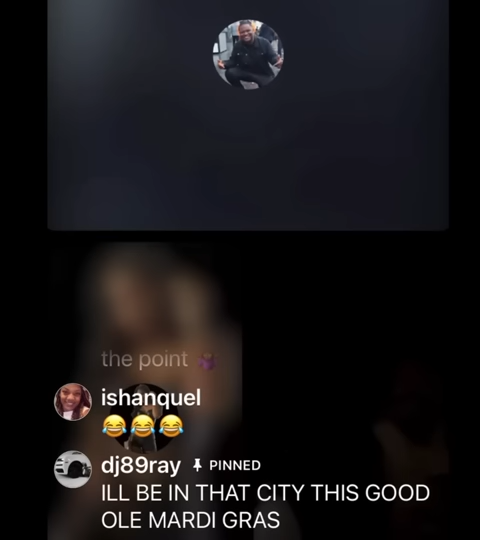 the point
ishanquel
😂😂😂
dj89ray PINNED
ILL BE IN THAT CITY THIS GOOD
OLE MARDI GRAS